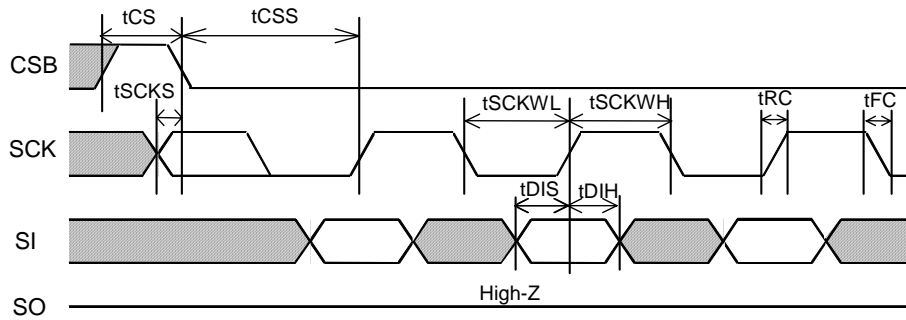 tCS tCSS
CSB
tSCKS tSCKWL tSCKWH tRC tFC
SCK
tDIS tDIH
SI
High-Z
SO